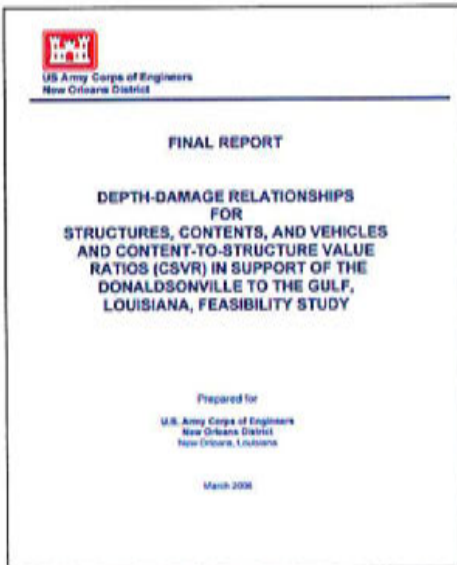 US Army Corps of Engineers
New Orleans District
FINAL REPORT
DEPTH-DAMAGE RELATIONSHIPS
FOR
STRUCTURES, CONTENTS, AND VEHICLES
AND CONTENT-TO-STRUCTURE VALUE
RATIOS (CSVR) IN SUPPORT OF THE
DONALDSONVILLE TO THE GULF,
LOUISIANA, FEASIBILITY STUDY
Prepared for
U.S. Army Corps of Engineers
New Orleans District
New Orleans, Louisiana
March 2006